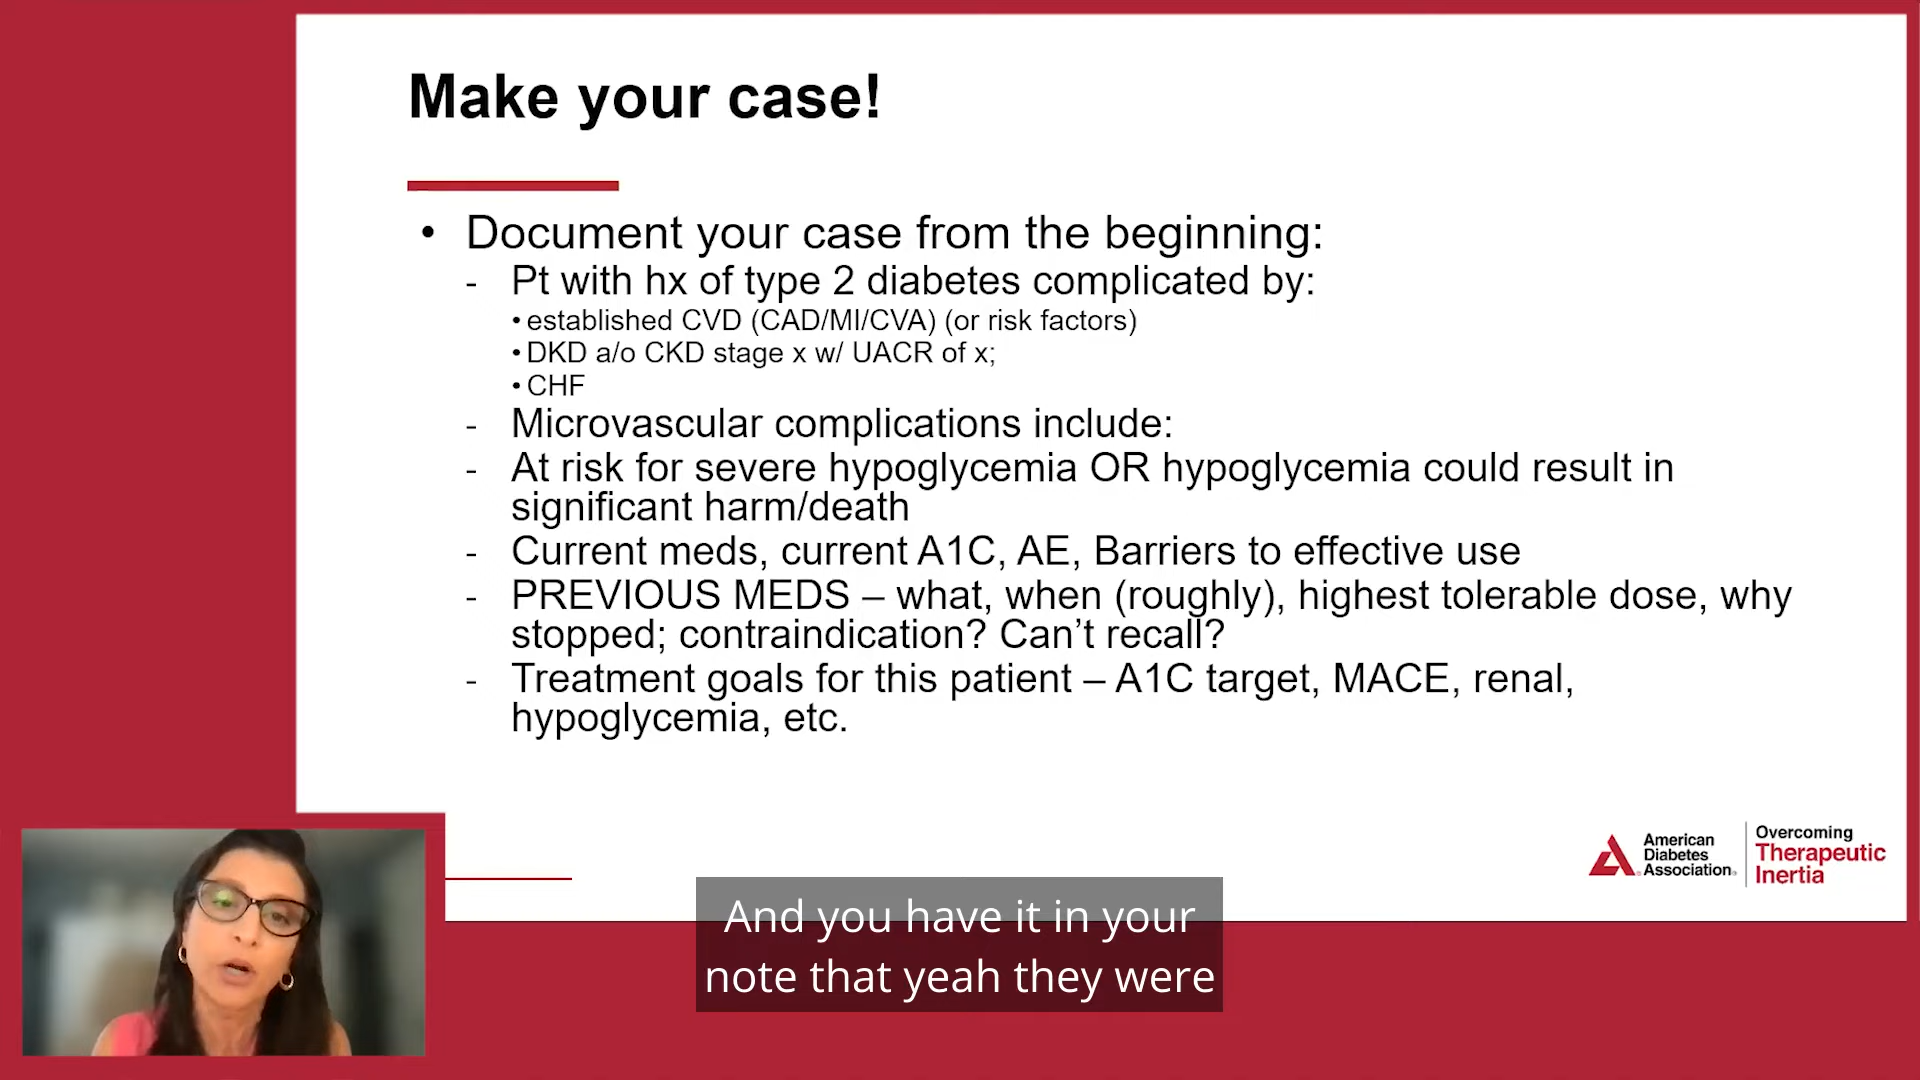 Make your case!
• Document your case from the beginning:
- Pt with hx of type 2 diabetes complicated by:
• established CVD (CAD/MI/CVA) (or risk factors)
• DKD a/o CKD stage x w/ UACR of x;
• CHF
- Microvascular complications include:
- At risk for severe hypoglycemia OR hypoglycemia could result in
significant harm/death
- Current meds, current A1C, AE, Barriers to effective use
- PREVIOUS MEDS – what, when (roughly), highest tolerable dose, why
stopped; contraindication? Can’t recall?
- Treatment goals for this patient – A1C target, MACE, renal,
hypoglycemia, etc.
American
Diabetes
Association®
Overcoming
Therapeutic
Inertia
And you have it in your
note that yeah they were